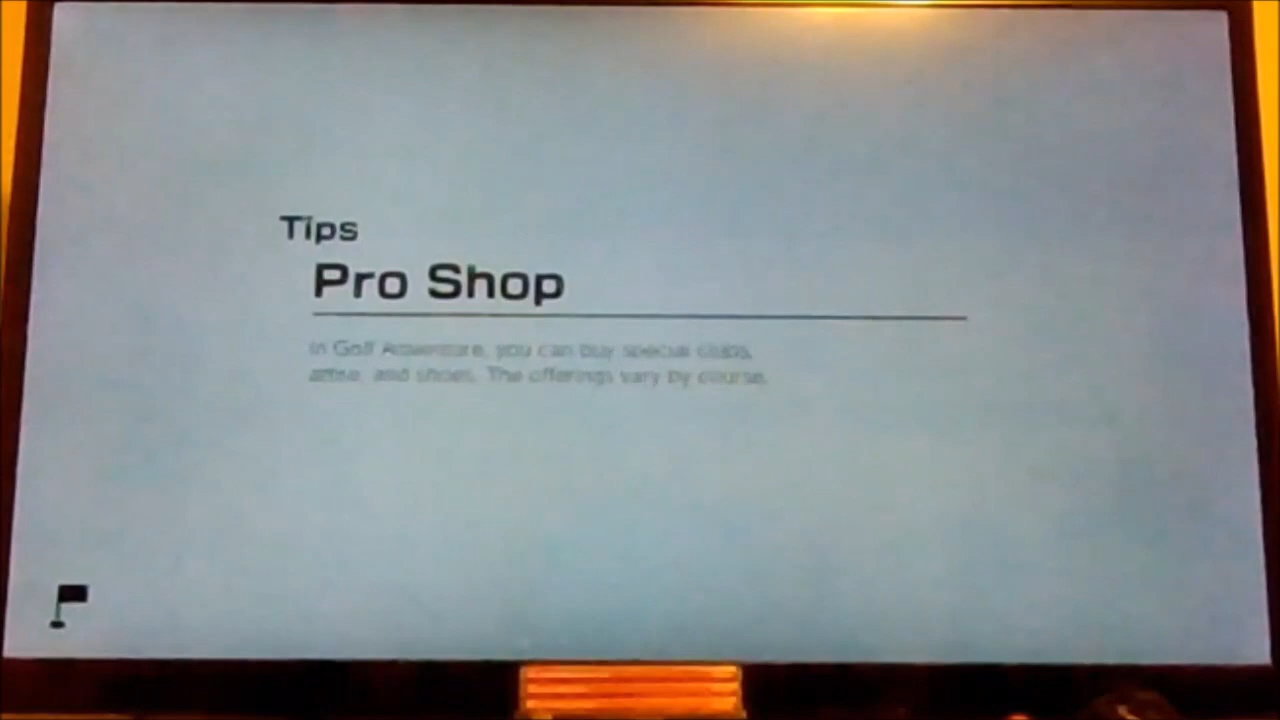 Tips
Pro Shop
In Golf Adventure, you can buy special clubs,
attire, and shoes. The offerings vary by course.